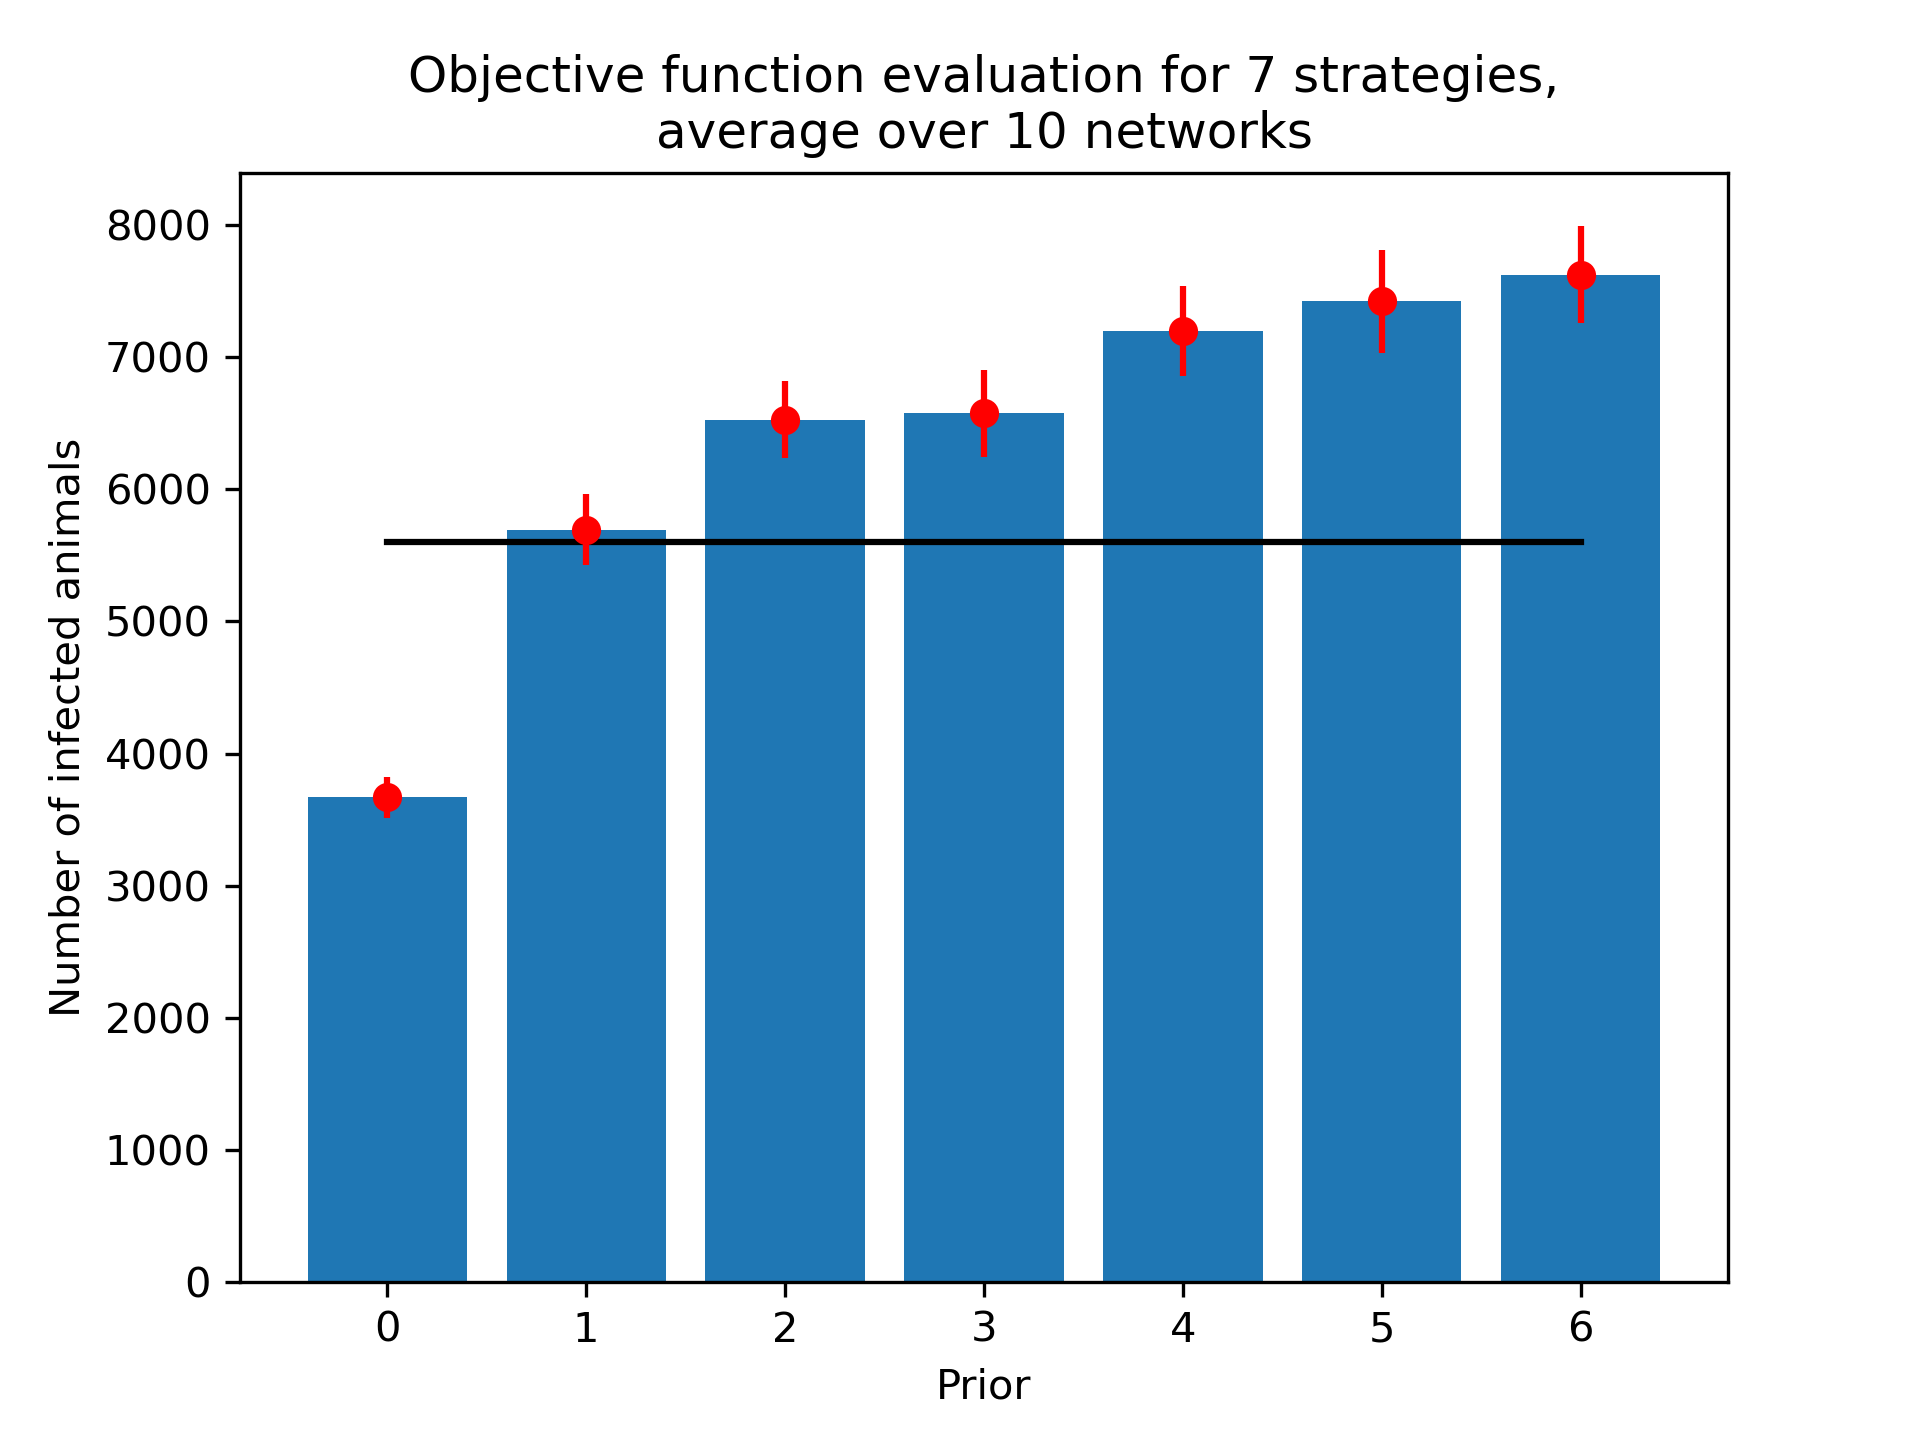 Objective function evaluation for 7 strategies,
average over 10 networks
8000
7000
6000
5000
4000
3000
2000
1000
0
Number of infected animals
0 1 2 3 4 5 6
Prior